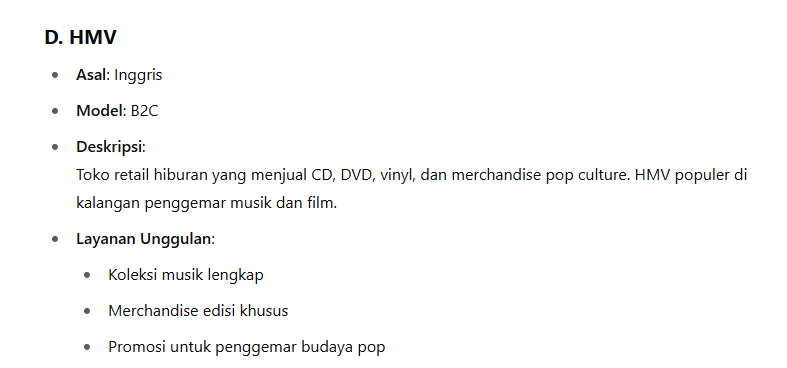 D. HMV
Asal: Inggris
Model: B2C
Deskripsi:
Toko retail hiburan yang menjual CD, DVD, vinyl, dan merchandise pop culture. HMV populer di
kalangan penggemar musik dan film.
Layanan Unggulan:
Koleksi musik lengkap
Merchandise edisi khusus
Promosi untuk penggemar budaya pop